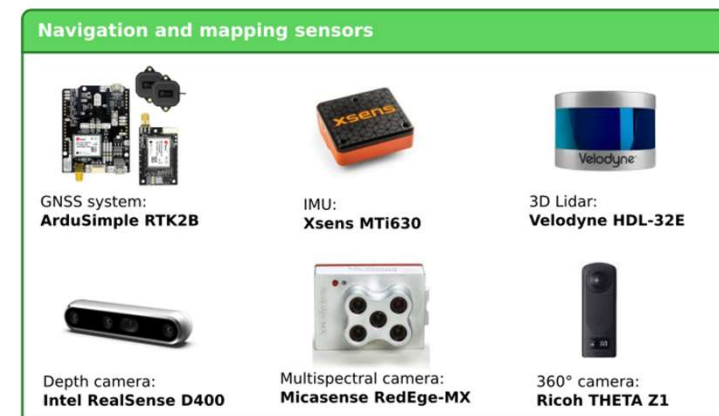 Navigation and mapping sensors
xsens
Velodyne
GNSS system:
ArduSimple RTK2B
IMU:
Xsens MTi630
3D Lidar:
Velodyne HDL-32E
Depth camera:
Intel RealSense D400
Multispectral camera:
Micasense RedEge-MX
360° camera:
Ricoh THETA Z1